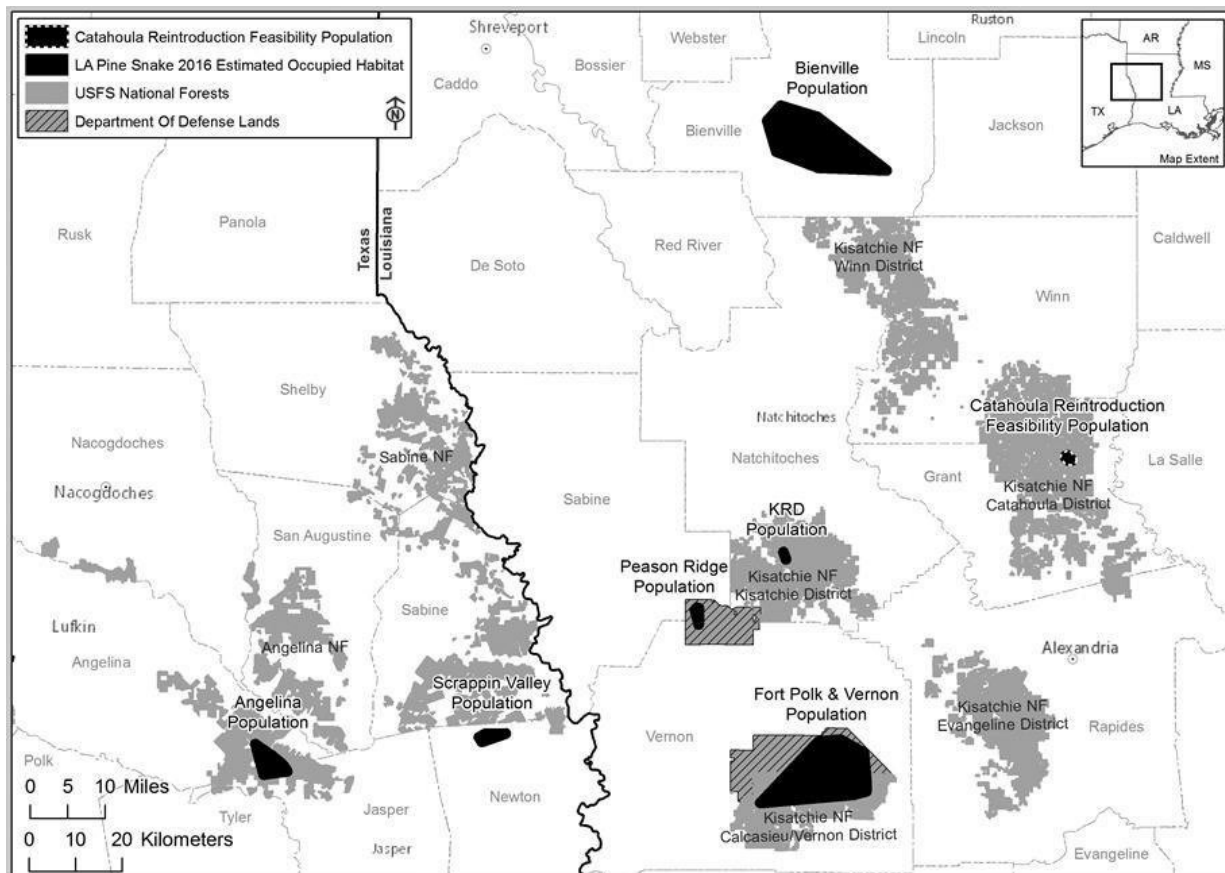 Catahoula Reintroduction Feasibility Population
LA Pine Snake 2016 Estimated Occupied Habitat
USFS National Forests
Department Of Defense Lands
N
Shreveport
Caddo
Bossier
Webster
Lincoln
Ruston
AR
MS
TX
LA
Map Extent
Bienville
Population
Bienville
Jackson
Rusk
Panola
Texas
Louisiana
De Soto
Red River
Kisatchie NF
Winn District
Winn
Caldwell
Shelby
Nacogdoches
Nacogdoches
Sabine NF
San Augustine
Sabine
Natchitoches
Natchitoches
Catahoula Reintroduction
Feasibility Population
Grant
La Salle
Kisatchie NF
Catahoula District
KRD
Population
Kisatchie NF
Kisatchie District
Peason Ridge
Population
Lufkin
Angelina
Angelina NF
Angelina
Population
Sabine
Scrappin Valley
Population
Fort Polk & Vernon
Population
Vernon
Kisatchie NF
Calcasieu/Vernon District
Alexandria
Kisatchie NF
Evangeline District
Rapides
Polk
Tyler
Jasper
Jasper
Newton
Evangeline
0 5 10 Miles
0 10 20 Kilometers